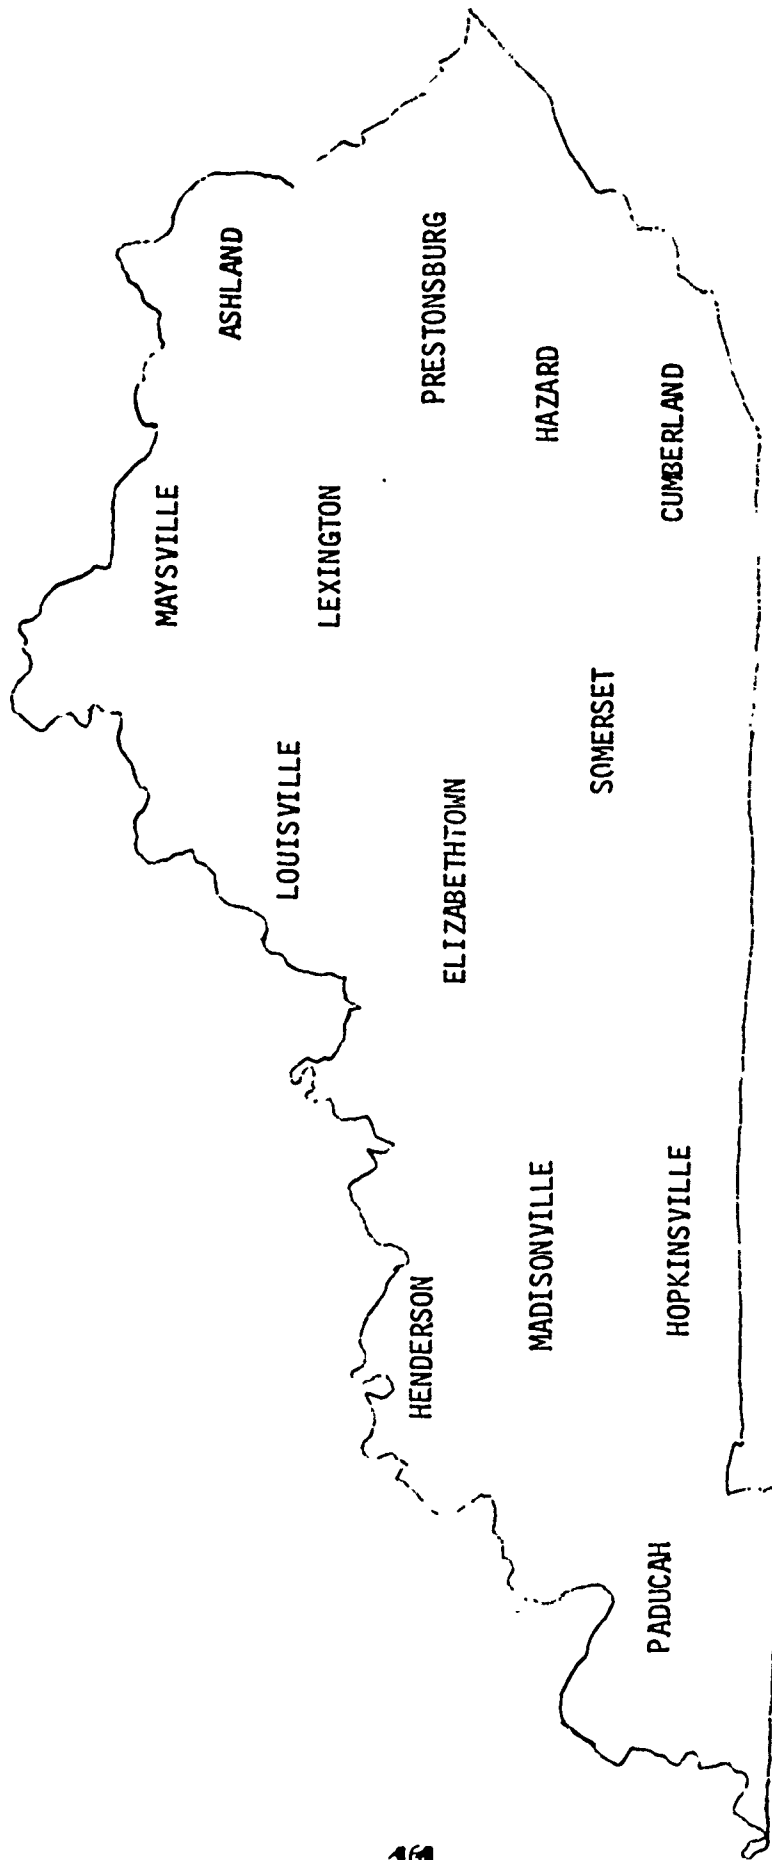 MAYSVILLE
ASHLAND
LOUISVILLE
LEXINGTON
PRESTONSBURG
HENDERSON
ELIZABETHTOWN
HAZARD
MADISONVILLE
SOMERSET
PADUCAH
HOPKINSVILLE
CUMBERLAND